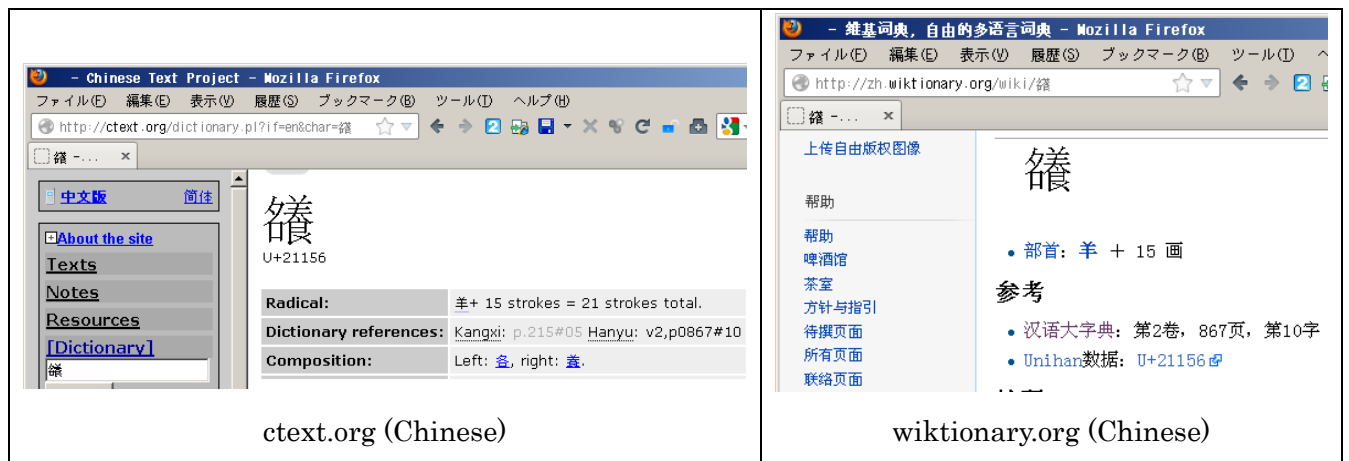 - Chinese Text Project - Mozilla Firefox
ファイル(F) 編集(E) 表示(V) 履歴(S) ブックマーク(B) ツール(T) ヘルプ(H)
http://ctext.org/dictionary.pl?if=en&char=𡅖
𡅖 -... ×
中文版 简体
About the site
Texts
Notes
Resources
[Dictionary]
𡅖
𡅖
U+21156
Radical: 羊+ 15 strokes = 21 strokes total.
Dictionary references: Kangxi: p.215#05 Hanyu: v2,p0867#10
Composition: Left: 各, right: 養.
ctext.org (Chinese)
- 维基词典, 自由的多语言词典 - Mozilla Firefox
ファイル(F) 編集(E) 表示(V) 履歴(S) ブックマーク(B) ツール(T)
http://zh.wiktionary.org/wiki/𡅖
𡅖 -... ×
上传自由版权图像
帮助
帮助
啤酒馆
茶室
方针与指引
待撰页面
所有页面
联络页面
𡅖
• 部首: 羊 + 15 画
参考
• 汉语大字典: 第2卷, 867页, 第10字
• Unihan数据: U+21156
wiktionary.org (Chinese)